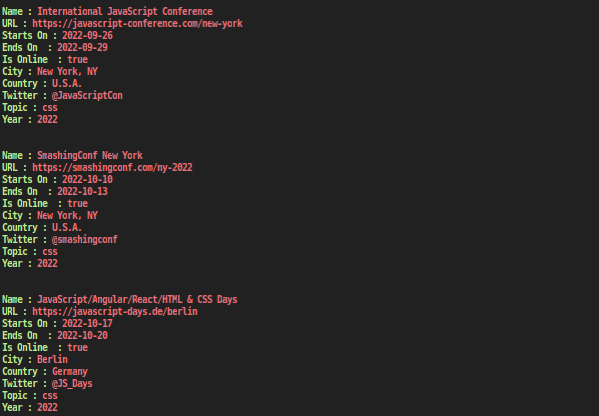 Name : International JavaScript Conference
URL : https://javascript-conference.com/new-york
Starts On : 2022-09-26
Ends On  : 2022-09-29
Is Online  : true
City : New York, NY
Country : U.S.A.
Twitter : @JavaScriptCon
Topic : css
Year : 2022
Name : SmashingConf New York
URL : https://smashingconf.com/ny-2022
Starts On : 2022-10-10
Ends On  : 2022-10-13
Is Online  : true
City : New York, NY
Country : U.S.A.
Twitter : @smashingconf
Topic : css
Year : 2022
Name : JavaScript/Angular/React/HTML & CSS Days
URL : https://javascript-days.de/berlin
Starts On : 2022-10-17
Ends On  : 2022-10-20
Is Online  : true
City : Berlin
Country : Germany
Twitter : @JS_Days
Topic : css
Year : 2022